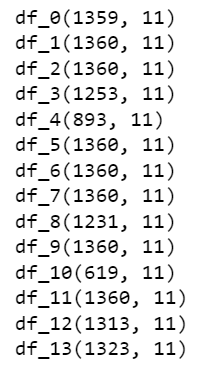 df_0(1359, 11)
df_1(1360, 11)
df_2(1360, 11)
df_3(1253, 11)
df_4(893, 11)
df_5(1360, 11)
df_6(1360, 11)
df_7(1360, 11)
df_8(1231, 11)
df_9(1360, 11)
df_10(619, 11)
df_11(1360, 11)
df_12(1313, 11)
df_13(1323, 11)